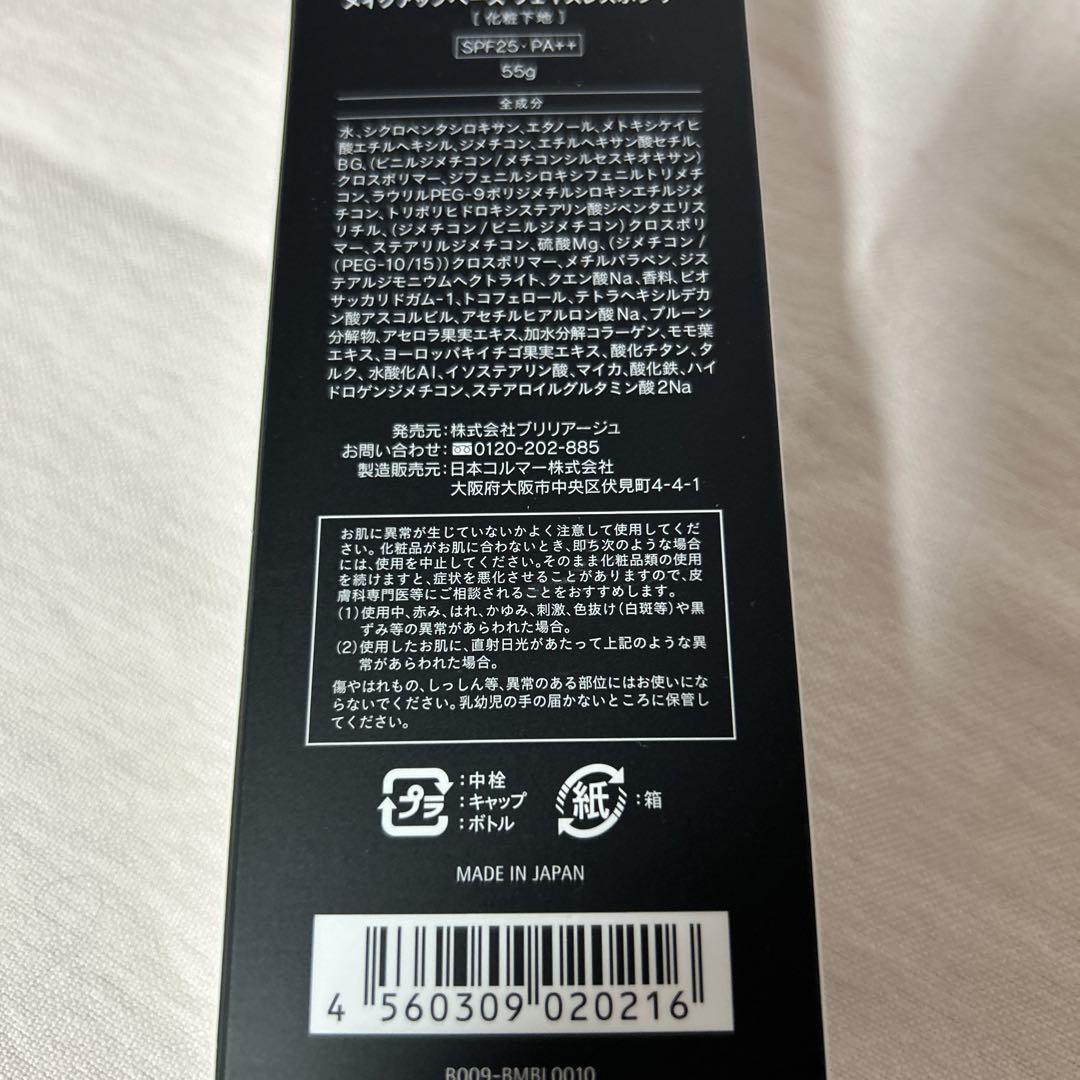 メイクアップベース
[ 化粧下地 ]
SPF25・PA++
55g
全成分
水、シクロペンタシロキサン、エタノール、メトキシケイヒ
酸エチルヘキシル、ジメチコン、エチルヘキサン酸セチル、
BG、(ビニルジメチコン/メチコンシルセスキオキサン)
クロスポリマー、ジフェニルシロキシフェニルトリメチ
コン、ラウリルPEG-9ポリジメチルシロキシエチルジメ
チコン、トリポリヒドロキシステアリン酸ジペンタエリス
リチル、(ジメチコン/ビニルジメチコン)クロスポリ
マー、ステアリルジメチコン、硫酸Mg、(ジメチコン/
(PEG-10/15))クロスポリマー、メチルパラベン、ジス
テアルジモニウムヘクトライト、クエン酸Na、香料、ビオ
サッカリドガム-1、トコフェロール、テトラヘキシルデカ
ン酸アスコルビル、アセチルヒアルロン酸Na、プルーン
分解物、アセロラ果実エキス、加水分解コラーゲン、モモ葉
エキス、ヨーロッパキイチゴ果実エキス、酸化チタン、タ
ルク、水酸化Al、イソステアリン酸、マイカ、酸化鉄、ハイ
ドロゲンジメチコン、ステアロイルグルタミン酸2Na
発売元:株式会社ブリリアージュ
お問い合わせ:0120-202-885
製造販売元:日本コルマー株式会社
大阪府大阪市中央区伏見町4-4-1
お肌に異常が生じていないかよく注意して使用してくだ
さい。化粧品がお肌に合わないとき、即ち次のような場合
には、使用を中止してください。そのまま化粧品類の使用
を続けますと、症状を悪化させることがありますので、皮
膚科専門医等にご相談されることをおすすめします。
(1)使用中、赤み、はれ、かゆみ、刺激、色抜け(白斑等)や黒
ずみ等の異常があらわれた場合。
(2)使用したお肌に、直射日光があたって上記のような異
常があらわれた場合。
傷やはれもの、しっしん等、異常のある部位にはお使いにな
らないでください。乳幼児の手の届かないところに保管し
てください。
プラ
:中栓
:キャップ
:ボトル
紙
:箱
MADE IN JAPAN
4 560309 020216
B009-BMBL0010